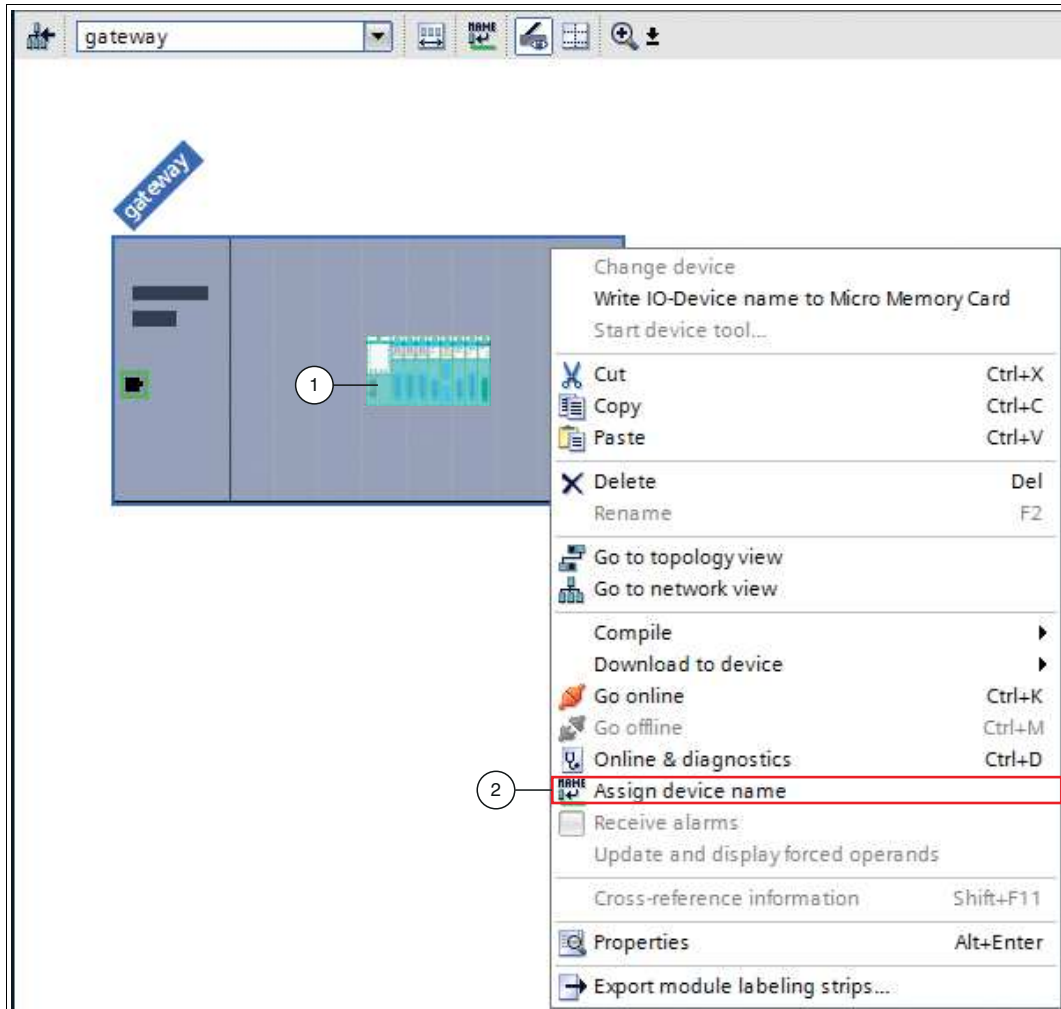 gateway
NAME
gateway
1
Change device
Write IO-Device name to Micro Memory Card
Start device tool...
Cut Ctrl+X
Copy Ctrl+C
Paste Ctrl+V
Delete Del
Rename F2
Go to topology view
Go to network view
Compile
Download to device
Go online Ctrl+K
Go offline Ctrl+M
Online & diagnostics Ctrl+D
2 NAME Assign device name
Receive alarms
Update and display forced operands
Cross-reference information Shift+F11
Properties Alt+Enter
Export module labeling strips...